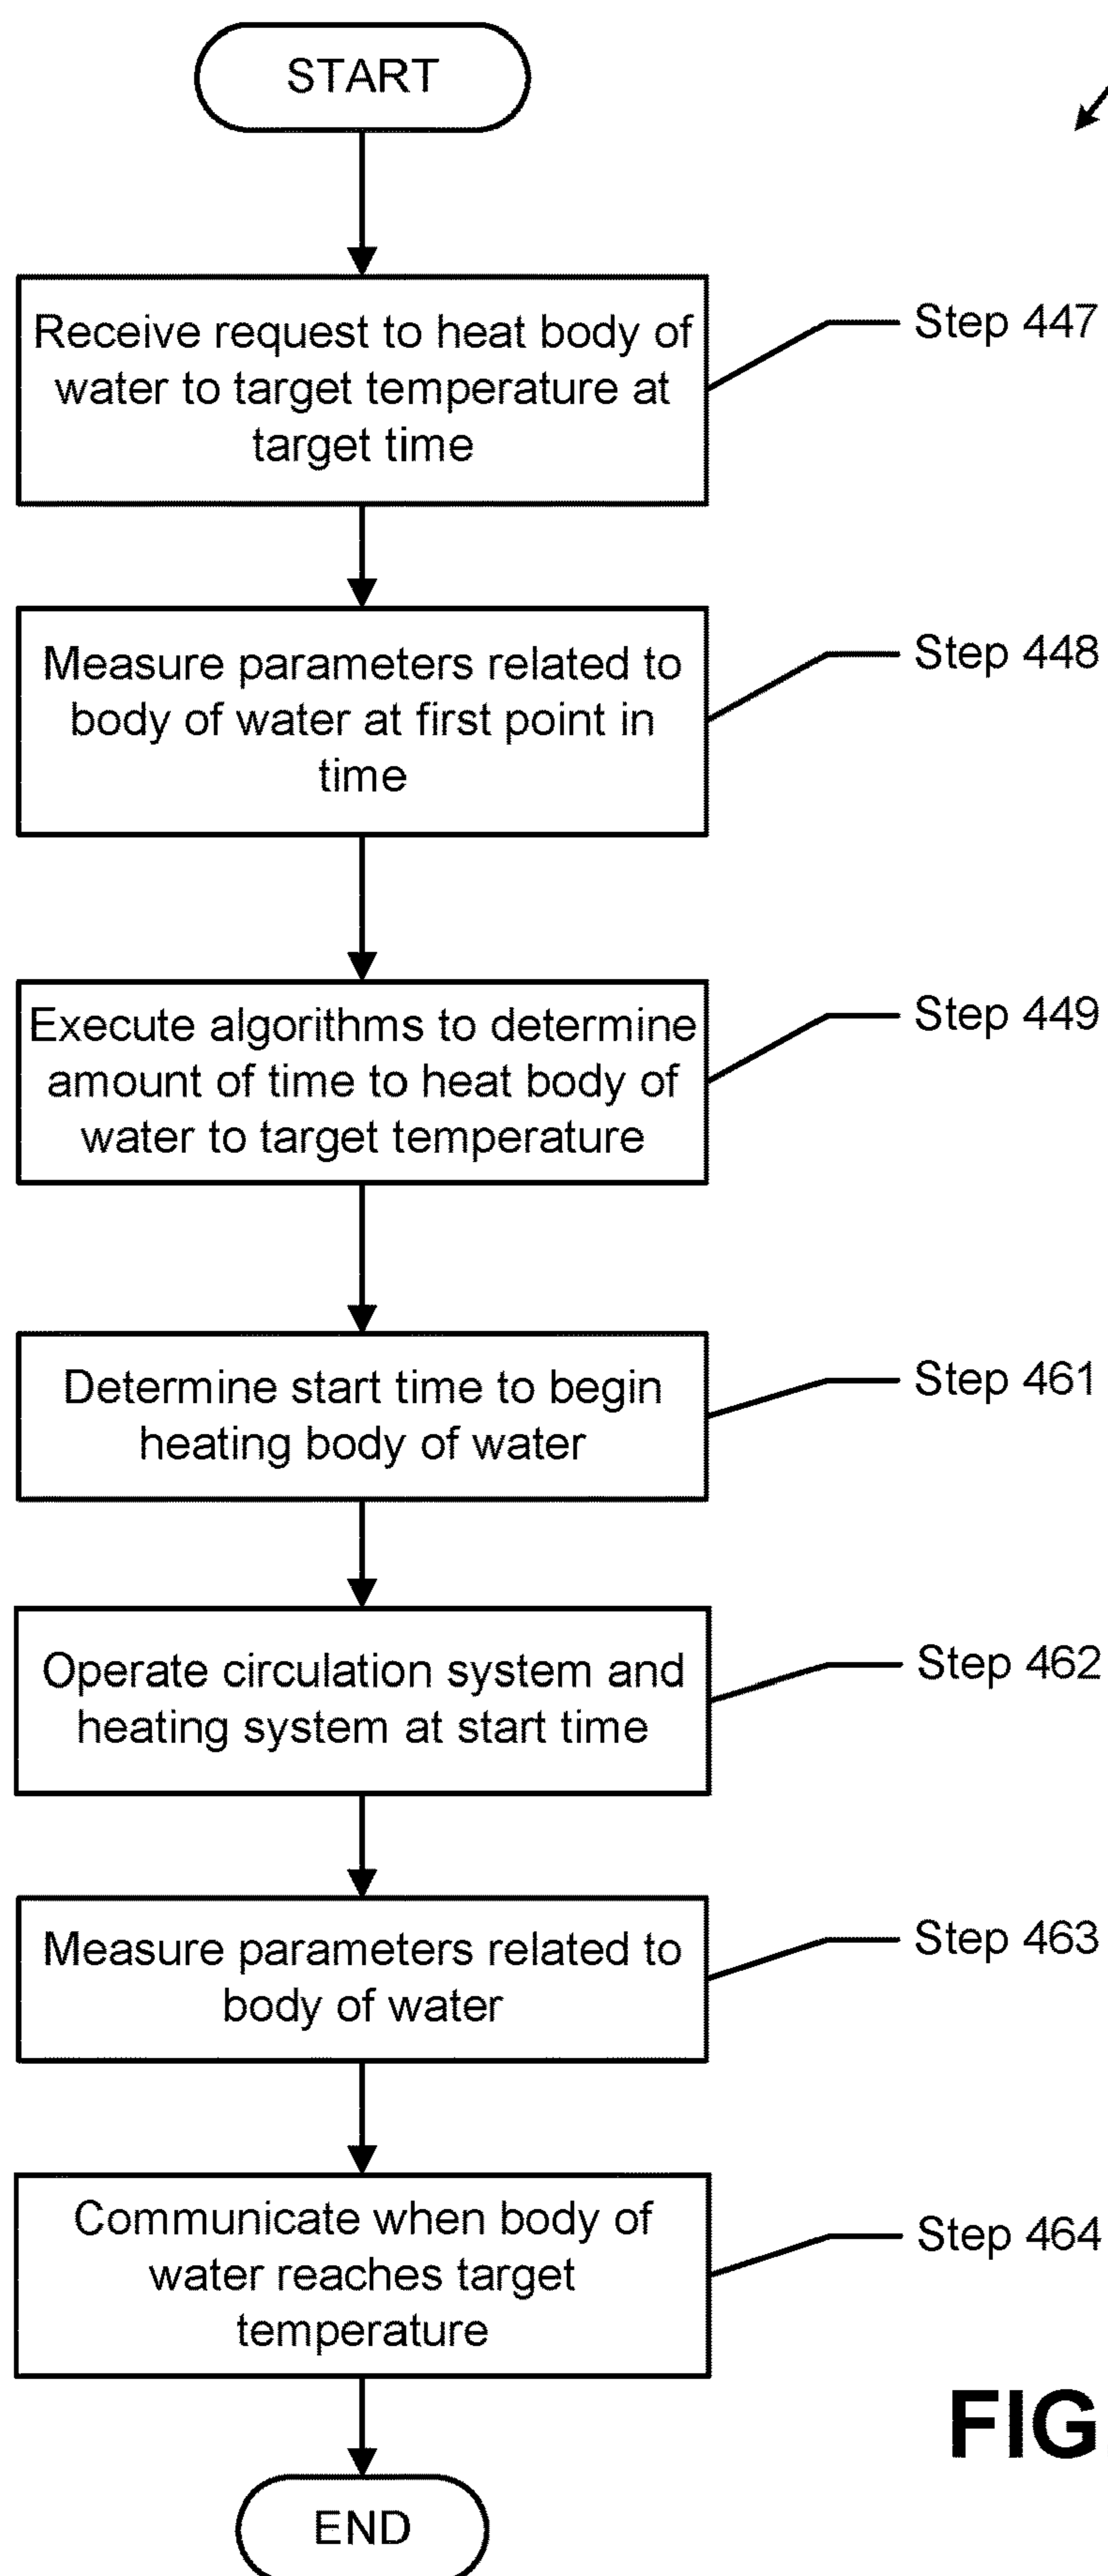 START
Receive request to heat body of
water to target temperature at
target time
Step 447
Measure parameters related to
body of water at first point in
time
Step 448
Execute algorithms to determine
amount of time to heat body of
water to target temperature
Step 449
Determine start time to begin
heating body of water
Step 461
Operate circulation system and
heating system at start time
Step 462
Measure parameters related to
body of water
Step 463
Communicate when body of
water reaches target
temperature
Step 464
FIG.
END